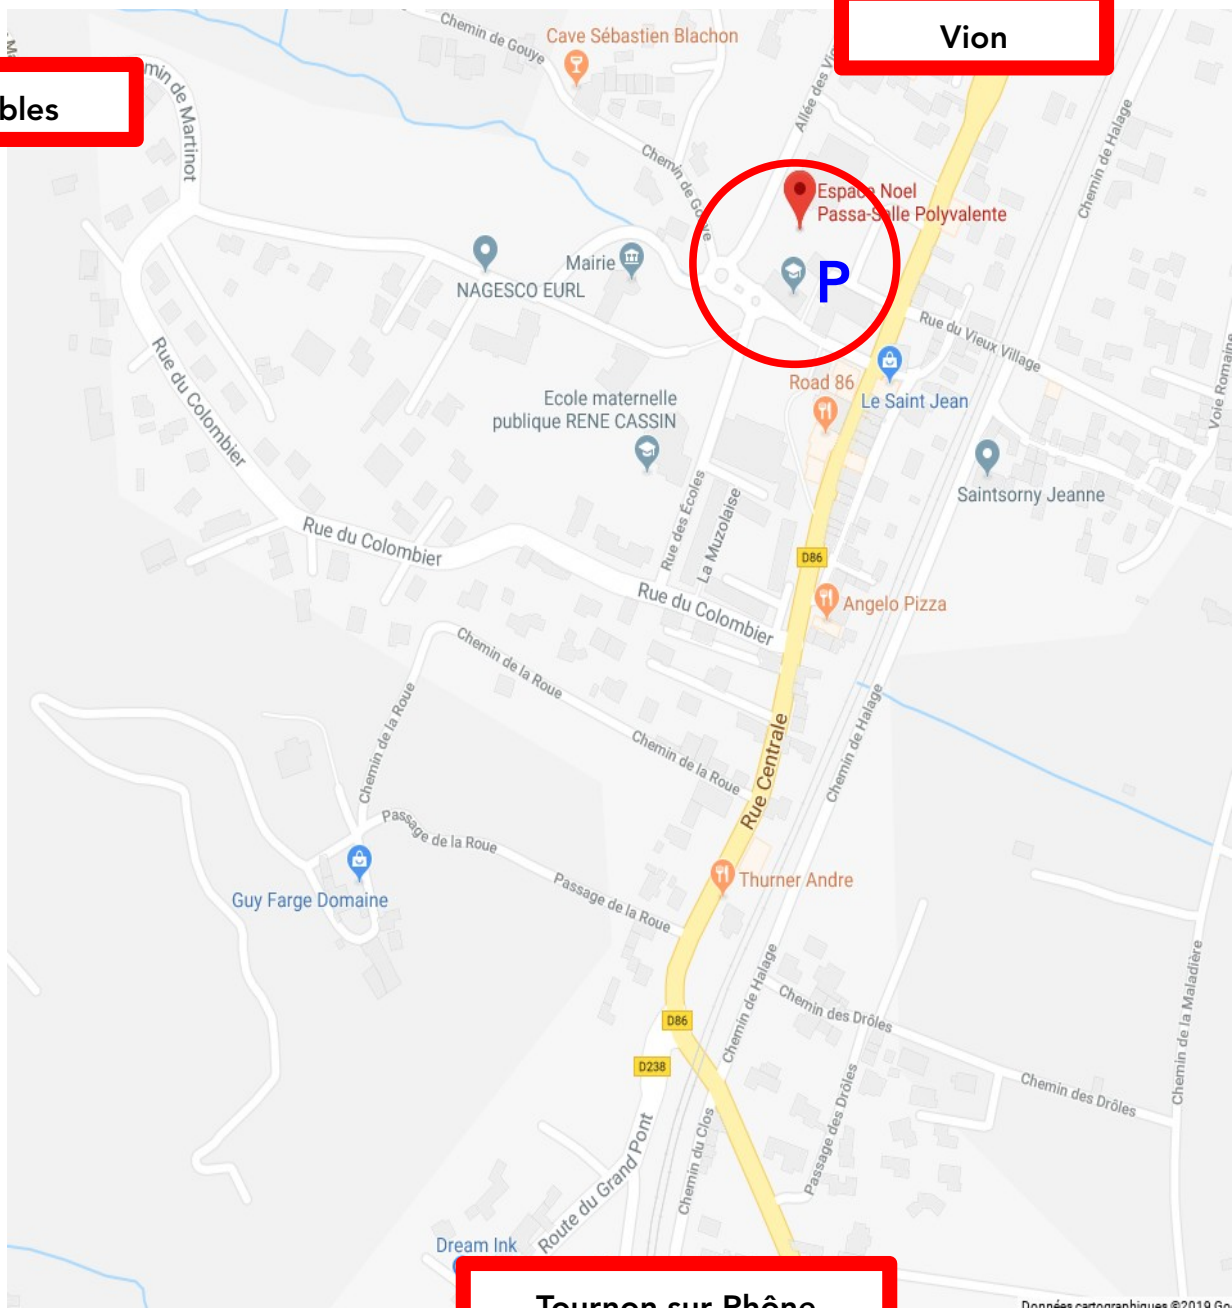 Vion
bles
Chemin de Gouye
Cave Sébastien Blachon
min de Martinot
Allée des Vig
Chemin de Halage
Chemin de Gouye
Espace Noel
Passa-Salle Polyvalente
Mairie
NAGESCO EURL
P
Rue du Vieux Village
Voie Romaine
Rue du Colombier
Road 86
Le Saint Jean
Ecole maternelle
publique RENE CASSIN
Saintsorny Jeanne
Rue des Écoles
La Muzolaise
Rue du Colombier
D86
Rue du Colombier
Angelo Pizza
Chemin de la Roue
Chemin de la Roue
Chemin de la Roue
Rue Centrale
Chemin de Halage
Passage de la Roue
Thurner Andre
Guy Farge Domaine
Passage de la Roue
Chemin de Halage
Chemin des Drôles
Chemin de la Maladière
D86
D238
Chemin des Drôles
Passage des Drôles
Chemin du Clos
Route du Grand Pont
Dream Ink
Tournon sur Rhône
Données cartographiques ©2019 Go